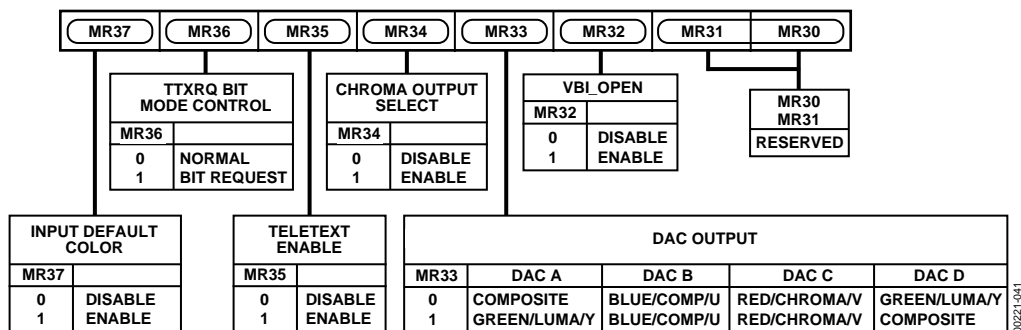 MR37 MR36 MR35 MR34 MR33 MR32 MR31 MR30
TTXRQ BIT
MODE CONTROL
MR36
0 NORMAL
1 BIT REQUEST
CHROMA OUTPUT
SELECT
MR34
0 DISABLE
1 ENABLE
VBI_OPEN
MR32
0 DISABLE
1 ENABLE
MR30
MR31
RESERVED
INPUT DEFAULT
COLOR
MR37
0 DISABLE
1 ENABLE
TELETEXT
ENABLE
MR35
0 DISABLE
1 ENABLE
DAC OUTPUT
MR33 DAC A DAC B DAC C DAC D
0 COMPOSITE BLUE/COMP/U RED/CHROMA/V GREEN/LUMA/Y
1 GREEN/LUMA/Y BLUE/COMP/U RED/CHROMA/V COMPOSITE